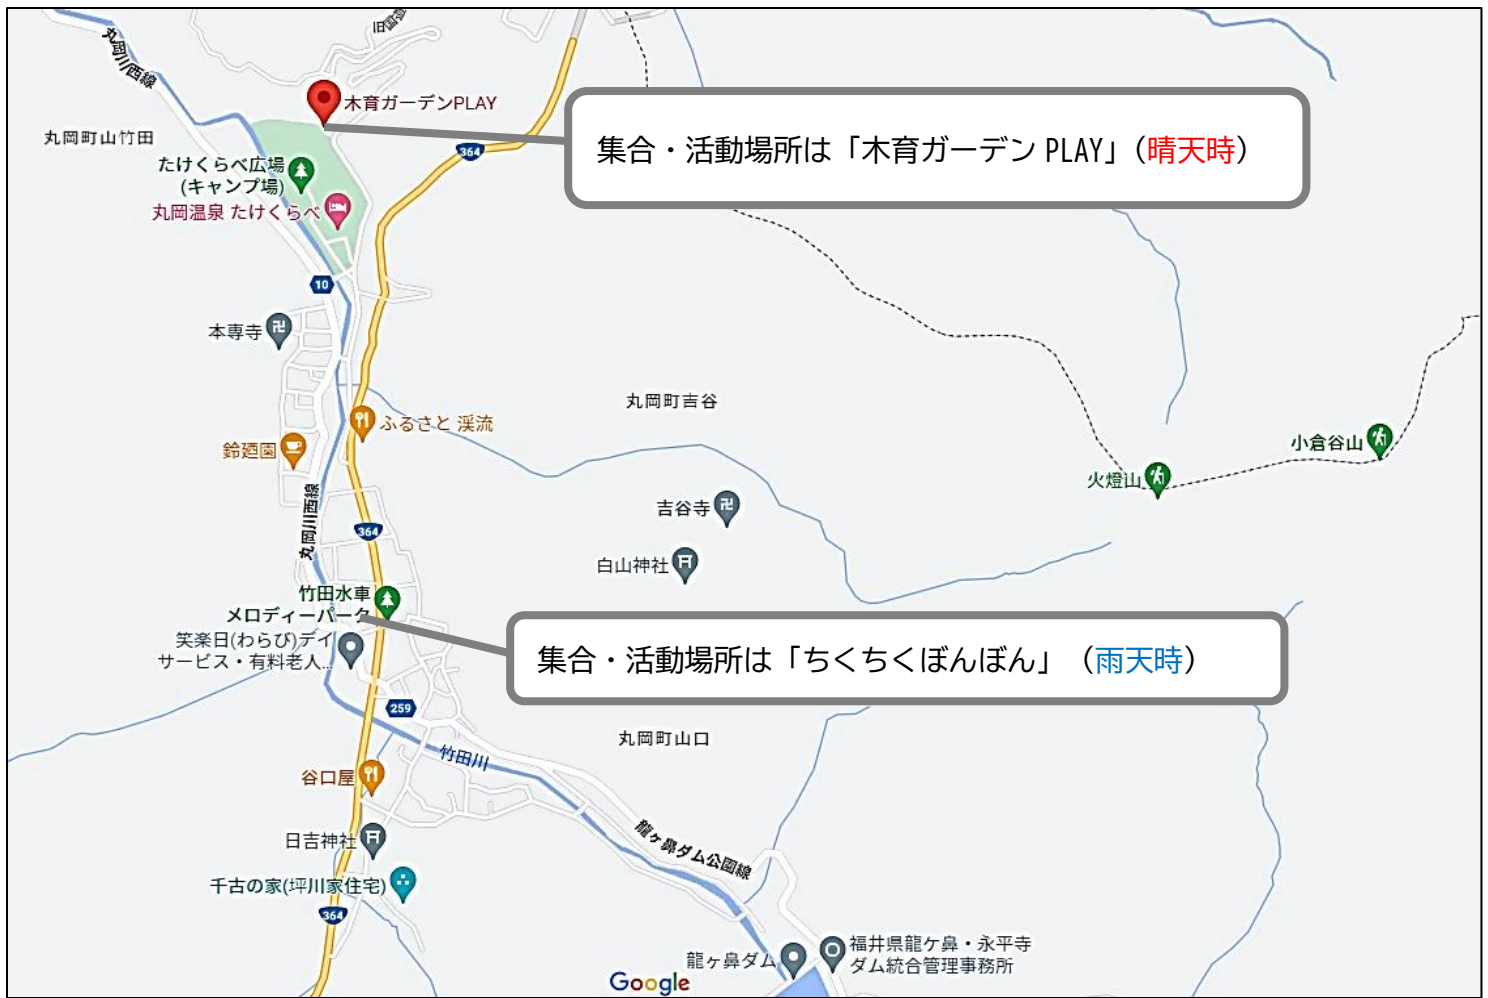 旧国道
丸岡川西線
木育ガーデンPLAY
丸岡町山竹田
364
集合・活動場所は「木育ガーデン PLAY」（晴天時）
たけくらべ広場
(キャンプ場)
丸岡温泉 たけくらべ
10
本専寺
丸岡町吉谷
ふるさと 渓流
小倉谷山
鈴廼園
火燈山
吉谷寺
丸岡川西線
364
白山神社
竹田水車
メロディーパーク
笑楽日(わらび)デイ
サービス・有料老人...
集合・活動場所は「ちくちくぼんぼん」（雨天時）
259
丸岡町山口
竹田川
谷口屋
日吉神社
龍ヶ鼻ダム公園線
千古の家(坪川家住宅)
364
福井県龍ケ鼻・永平寺
ダム統合管理事務所
龍ヶ鼻ダム
Google